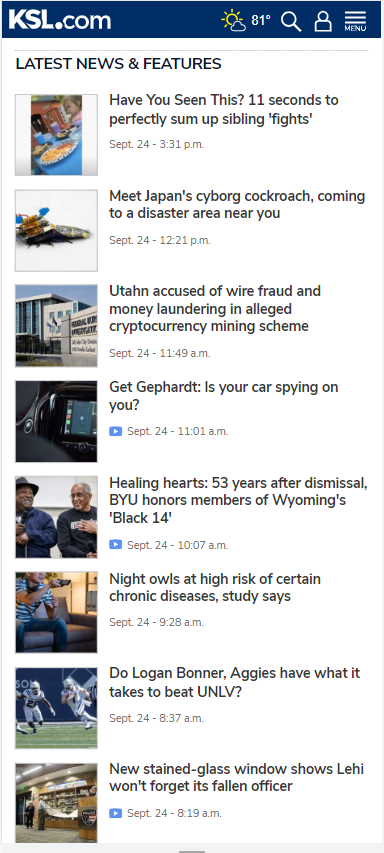 KSL.com
81°
MENU
LATEST NEWS & FEATURES
Have You Seen This? 11 seconds to
perfectly sum up sibling 'fights'
Sept. 24 - 3:31 p.m.
Meet Japan's cyborg cockroach, coming
to a disaster area near you
Sept. 24 - 12:21 p.m.
Utahn accused of wire fraud and
money laundering in alleged
cryptocurrency mining scheme
Sept. 24 - 11:49 a.m.
Get Gephardt: Is your car spying on
you?
Sept. 24 - 11:01 a.m.
Healing hearts: 53 years after dismissal,
BYU honors members of Wyoming's
'Black 14'
Sept. 24 - 10:07 a.m.
Night owls at high risk of certain
chronic diseases, study says
Sept. 24 - 9:28 a.m.
Do Logan Bonner, Aggies have what it
takes to beat UNLV?
Sept. 24 - 8:37 a.m.
New stained-glass window shows Lehi
won't forget its fallen officer
Sept. 24 - 8:19 a.m.